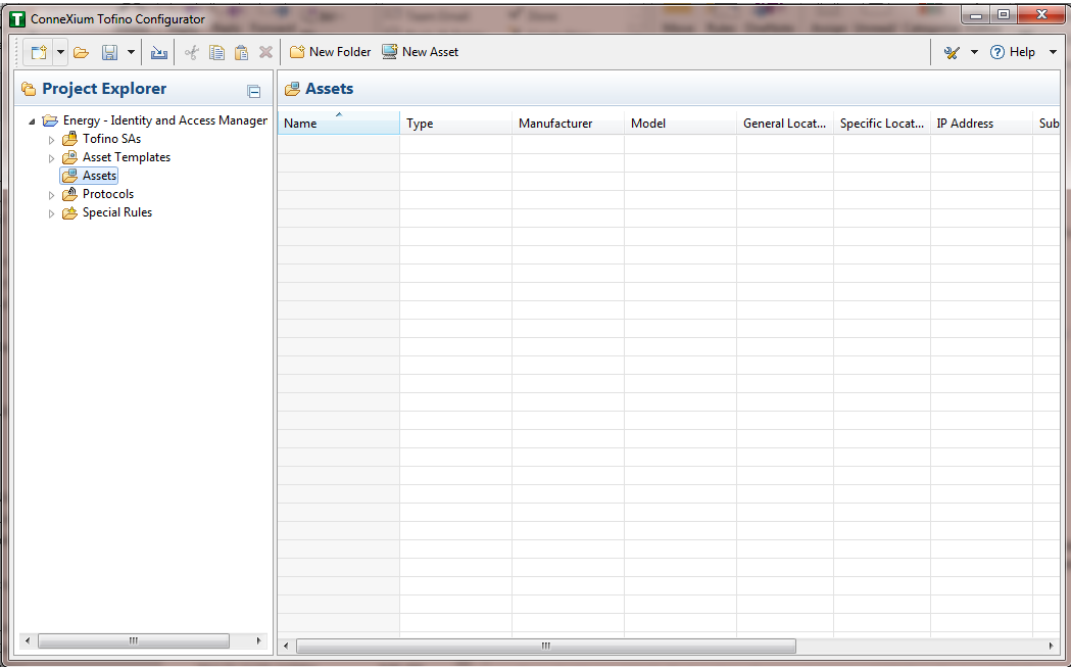 ConneXium Tofino Configurator
New Folder New Asset Help
Project Explorer
Assets
Energy - Identity and Access Manager
Tofino SAs
Asset Templates
Assets
Protocols
Special Rules
Name Type Manufacturer Model General Locat... Specific Locat... IP Address Sub